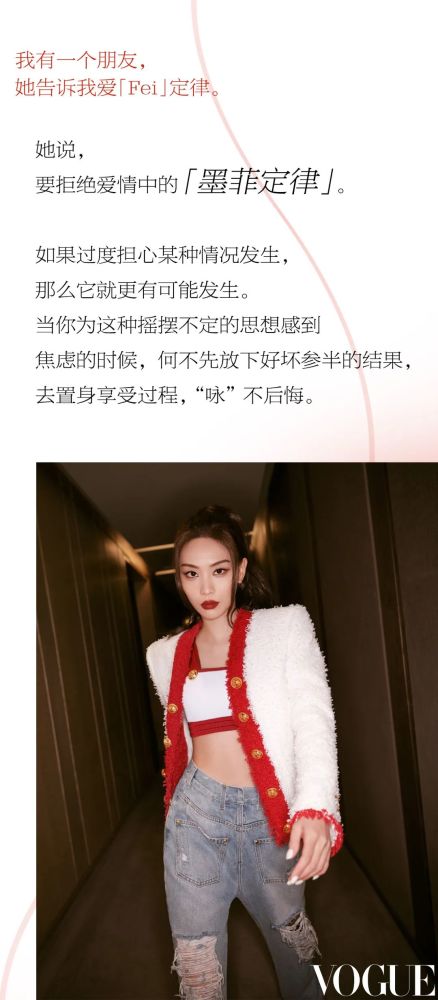 我有一个朋友，
她告诉我爱「Fei」定律。
她说，
要拒绝爱情中的「墨菲定律」。
如果过度担心某种情况发生，
那么它就更有可能发生。
当你为这种摇摆不定的思想感到
焦虑的时候，何不先放下好坏参半的结果，
去置身享受过程，“咏”不后悔。
VOGUE